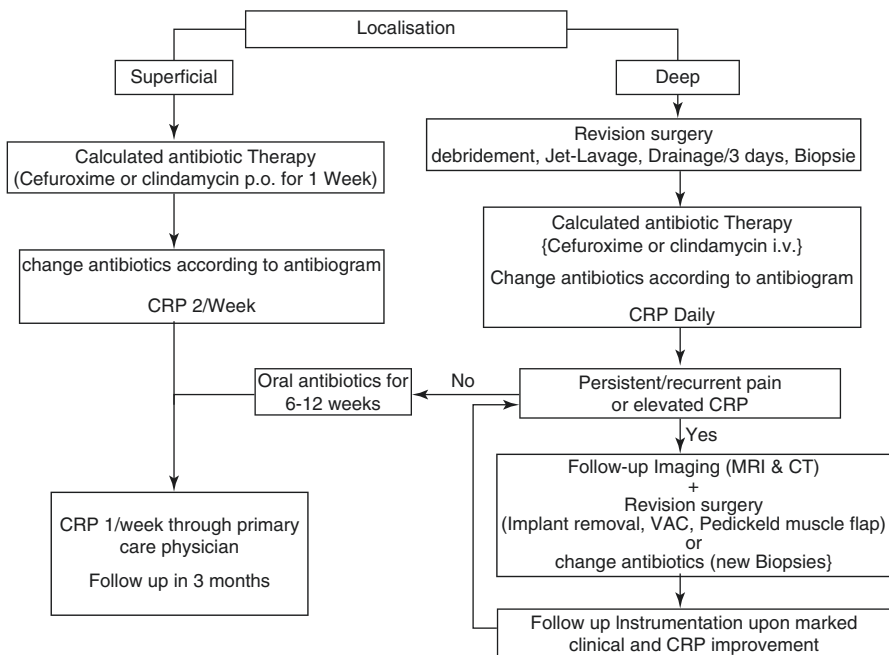 Localisation
Superficial
Deep
Calculated antibiotic Therapy
(Cefuroxime or clindamycin p.o. for 1 Week)
Revision surgery
debridement, Jet-Lavage, Drainage/3 days, Biopsie
change antibiotics according to antibiogram
CRP 2/Week
Calculated antibiotic Therapy
{Cefuroxime or clindamycin i.v.}
Change antibiotics according to antibiogram
CRP Daily
Oral antibiotics for
6-12 weeks
No
Persistent/recurrent pain
or elevated CRP
Yes
CRP 1/week through primary
care physician
Follow up in 3 months
Follow-up Imaging (MRI & CT)
+
Revision surgery
(Implant removal, VAC, Pedickeld muscle flap)
or
change antibiotics (new Biopsies}
Follow up Instrumentation upon marked
clinical and CRP improvement